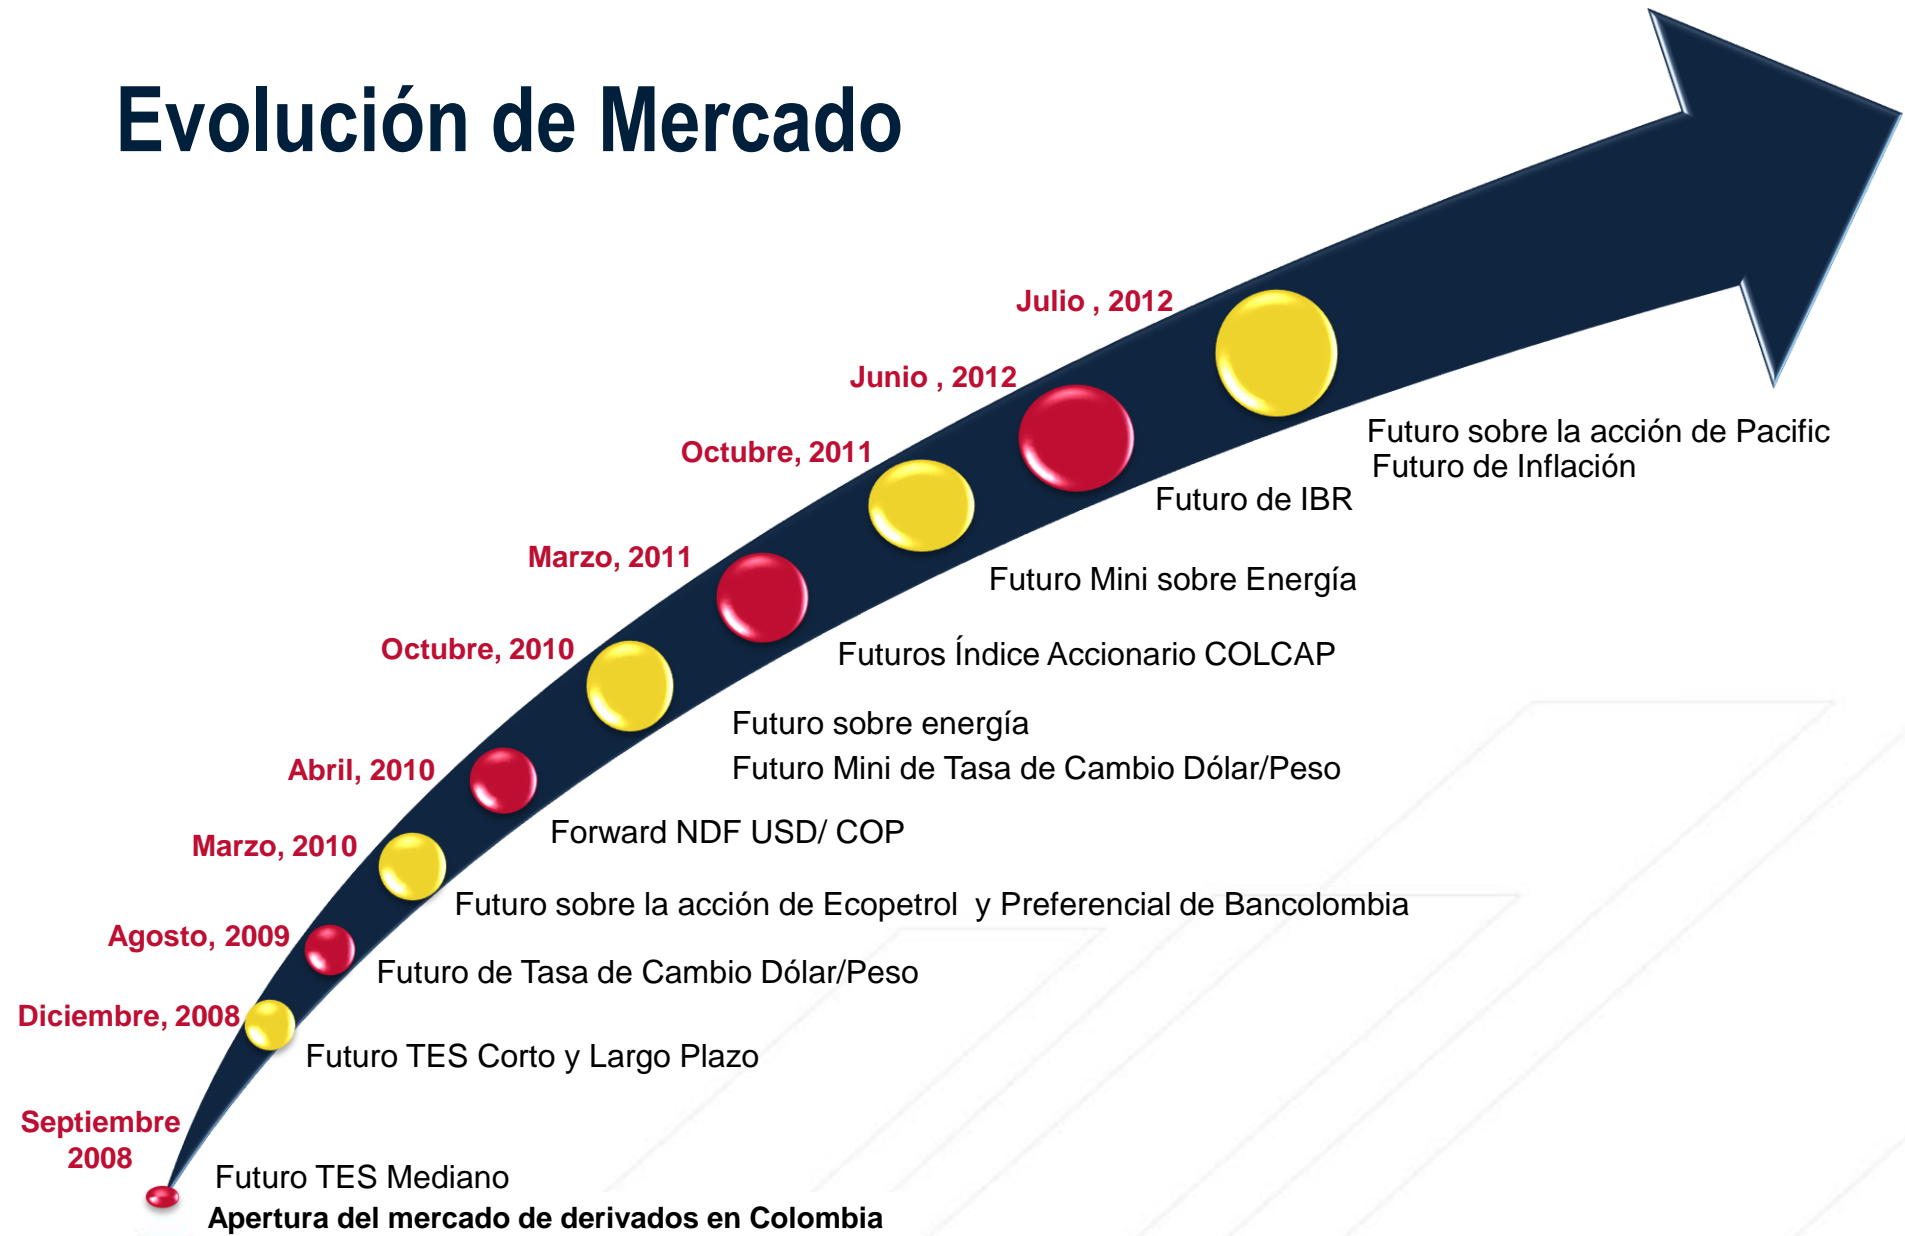 Evolución de Mercado
Julio , 2012
Futuro sobre la acción de Pacific
Futuro de Inflación
Junio , 2012
Futuro de IBR
Octubre, 2011
Futuro Mini sobre Energía
Marzo, 2011
Futuros Índice Accionario COLCAP
Octubre, 2010
Futuro sobre energía
Futuro Mini de Tasa de Cambio Dólar/Peso
Abril, 2010
Forward NDF USD/ COP
Marzo, 2010
Futuro sobre la acción de Ecopetrol y Preferencial de Bancolombia
Agosto, 2009
Futuro de Tasa de Cambio Dólar/Peso
Diciembre, 2008
Futuro TES Corto y Largo Plazo
Septiembre
2008
Futuro TES Mediano
Apertura del mercado de derivados en Colombia